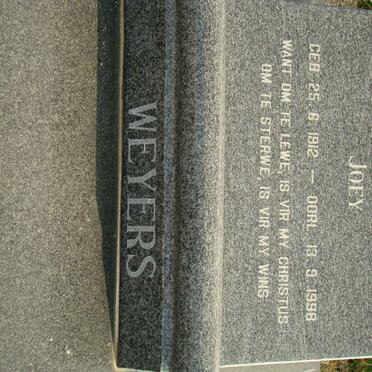 JOEY
GEB. 25. 6. 1912 — OORL. 13. 9. 1996
WANT OM TE LEWE, IS VIR MY CHRISTUS
OM TE STERWE, IS VIR MY WINS
WEYERS